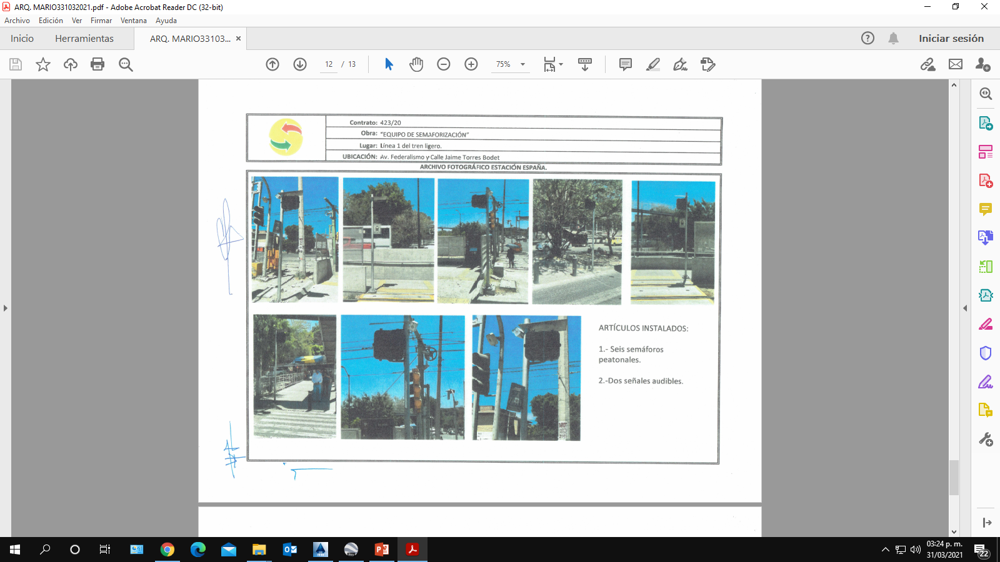 ARQ. MARIO331032021.pdf - Adobe Acrobat Reader DC (32-bit)
Archivo Edición Ver Firmar Ventana Ayuda
Inicio Herramientas ARQ. MARIO33103... × Iniciar sesión
12 / 13 75%
Contrato: 423/20
Obra: "EQUIPO DE SEMAFORIZACIÓN"
Lugar: Línea 1 del tren ligero.
UBICACIÓN: Av. Federalismo y Calle Jaime Torres Bodet
ARCHIVO FOTOGRÁFICO ESTACIÓN ESPAÑA.
ARTÍCULOS INSTALADOS:
1.- Seis semáforos
peatonales.
2.-Dos señales audibles.
03:24 p. m.
31/03/2021
22